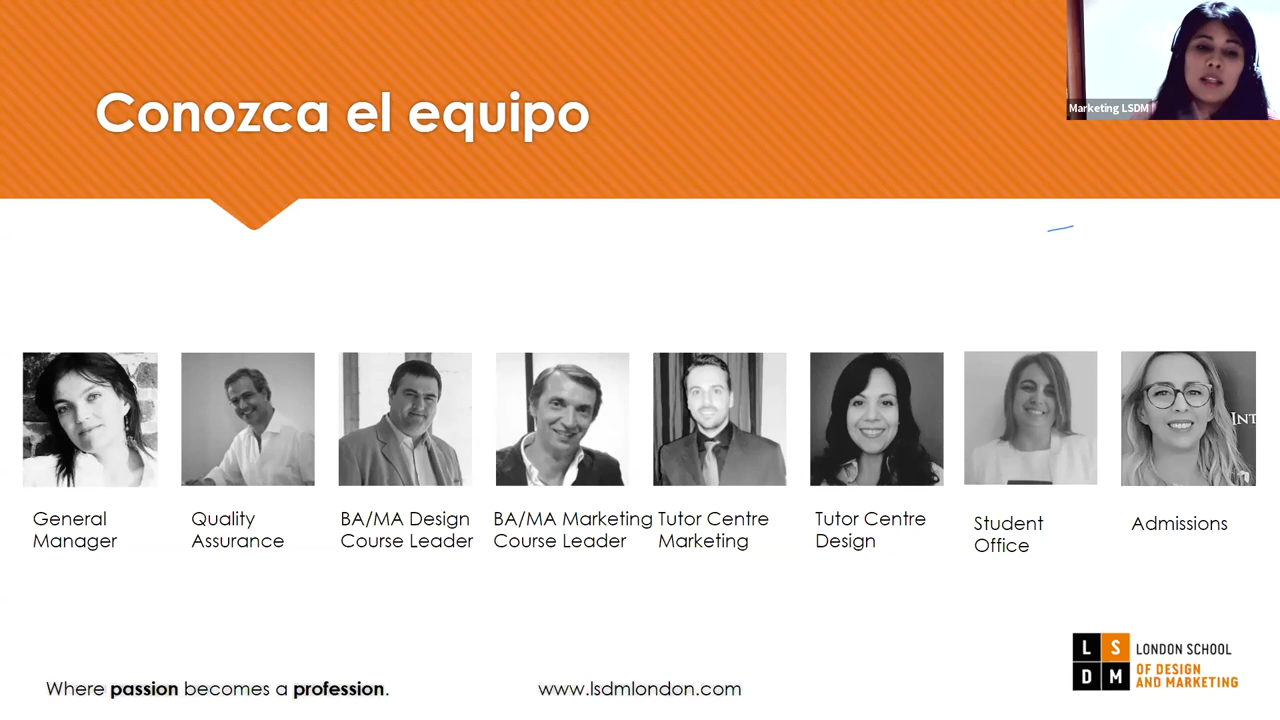 Conozca el equipo
Marketing LSDM
General
Manager
Quality
Assurance
BA/MA Design
Course Leader
BA/MA Marketing
Course Leader
Tutor Centre
Marketing
Tutor Centre
Design
Student
Office
Admissions
INT
Where passion becomes a profession.
www.lsdmlondon.com
L S
D M
LONDON SCHOOL
OF DESIGN
AND MARKETING